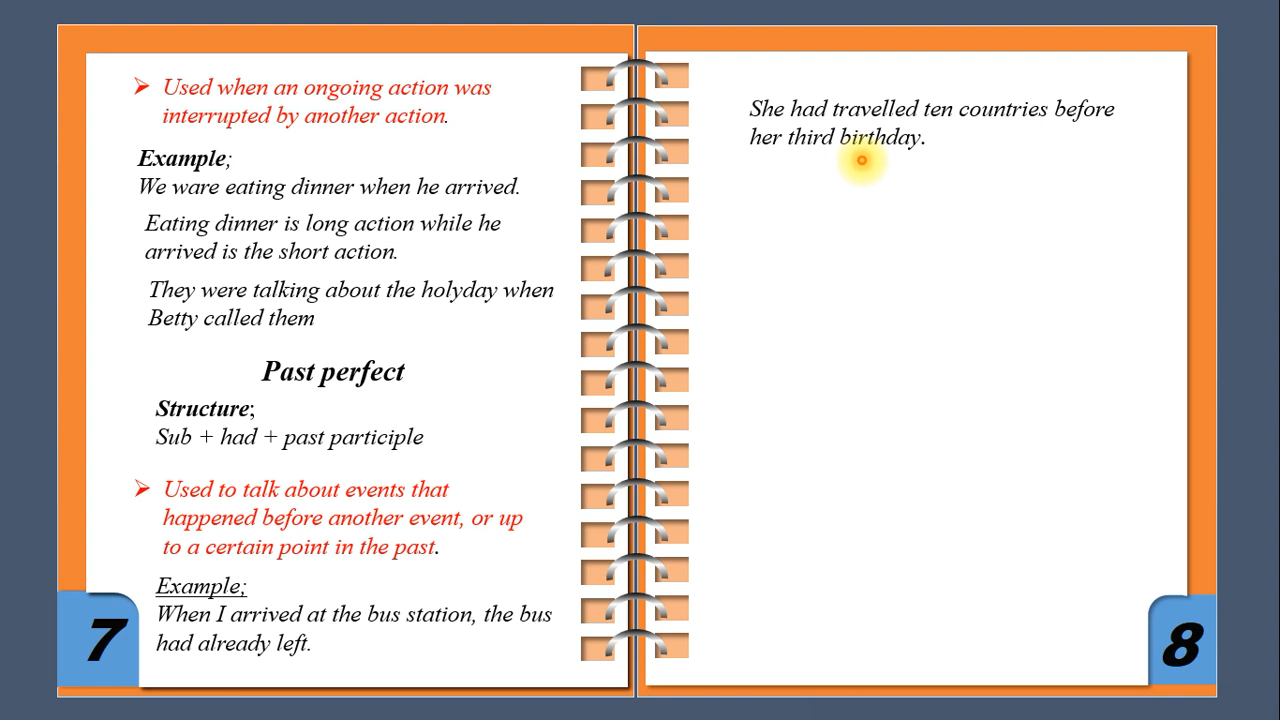 ➢ Used when an ongoing action was
interrupted by another action.
Example;
We ware eating dinner when he arrived.
Eating dinner is long action while he
arrived is the short action.
They were talking about the holyday when
Betty called them
Past perfect
Structure;
Sub + had + past participle
➢ Used to talk about events that
happened before another event, or up
to a certain point in the past.
Example;
When I arrived at the bus station, the bus
had already left.
7
She had travelled ten countries before
her third birthday.
8